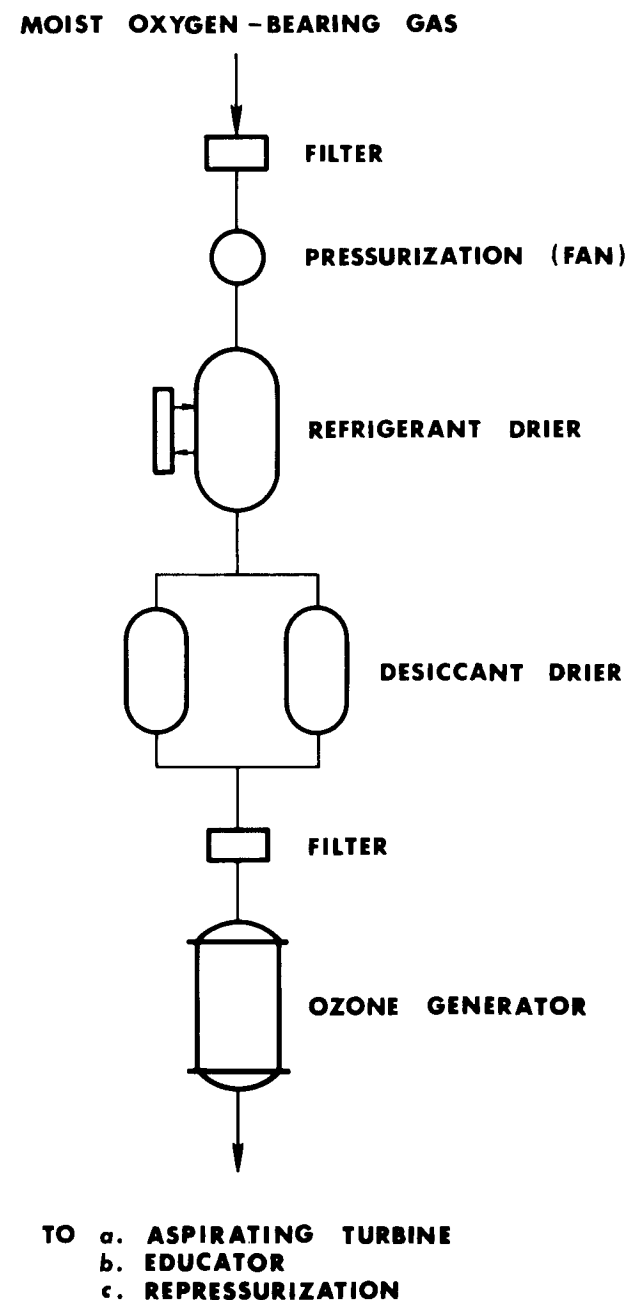 MOIST OXYGEN-BEARING GAS
FILTER
PRESSURIZATION (FAN)
REFRIGERANT DRIER
DESICCANT DRIER
FILTER
OZONE GENERATOR
TO a. ASPIRATING TURBINE
b. EDUCATOR
c. REPRESSURIZATION